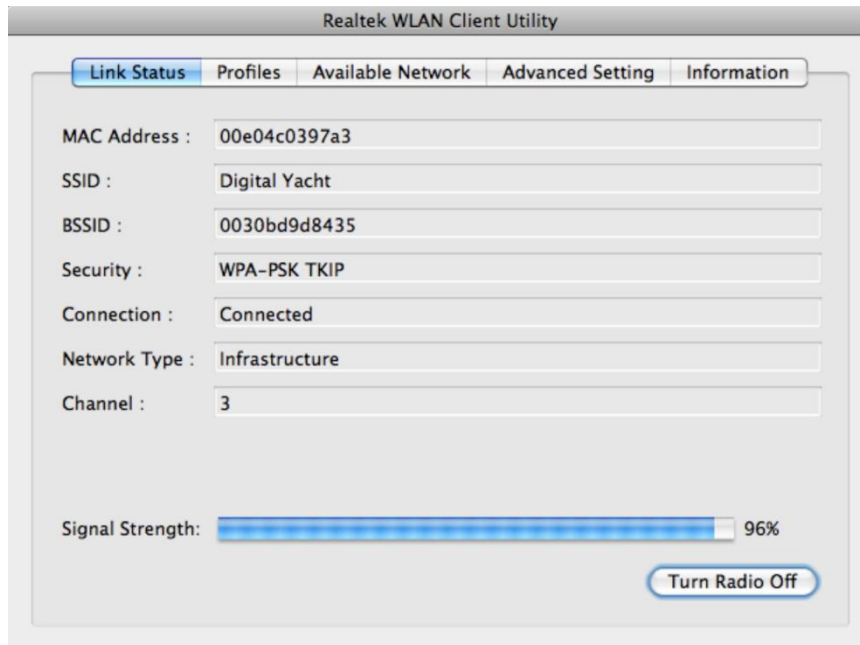 Realtek WLAN Client Utility
Link Status Profiles Available Network Advanced Setting Information
MAC Address : 00e04c0397a3
SSID : Digital Yacht
BSSID : 0030bd9d8435
Security : WPA-PSK TKIP
Connection : Connected
Network Type : Infrastructure
Channel : 3
Signal Strength: 96%
Turn Radio Off